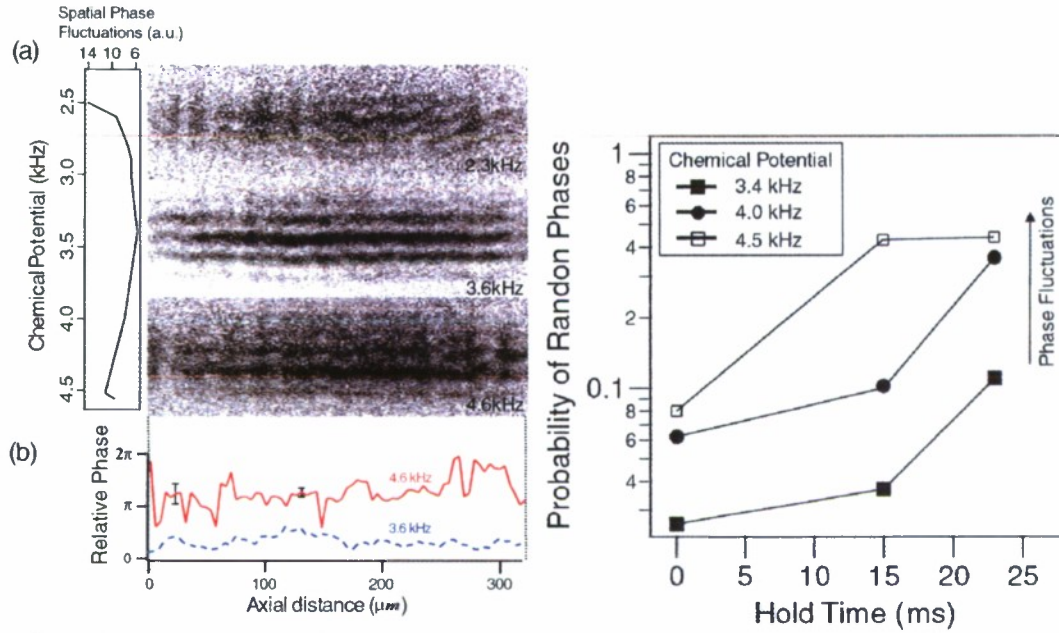 Spatial Phase
Fluctuations (a.u.)
14 10 6
(a)
Chemical Potential (kHz)
2.5
3.0
3.5
4.0
4.5
2.3kHz
3.6kHz
4.6kHz
(b)
Relative Phase
2π
π
0
4.6 kHz
3.6 kHz
0 100 200 300
Axial distance (μm)
Probability of Randon Phases
1
8
6
4
2
0.1
8
6
4
Chemical Potential
3.4 kHz
4.0 kHz
4.5 kHz
Phase Fluctuations
0 5 10 15 20 25
Hold Time (ms)